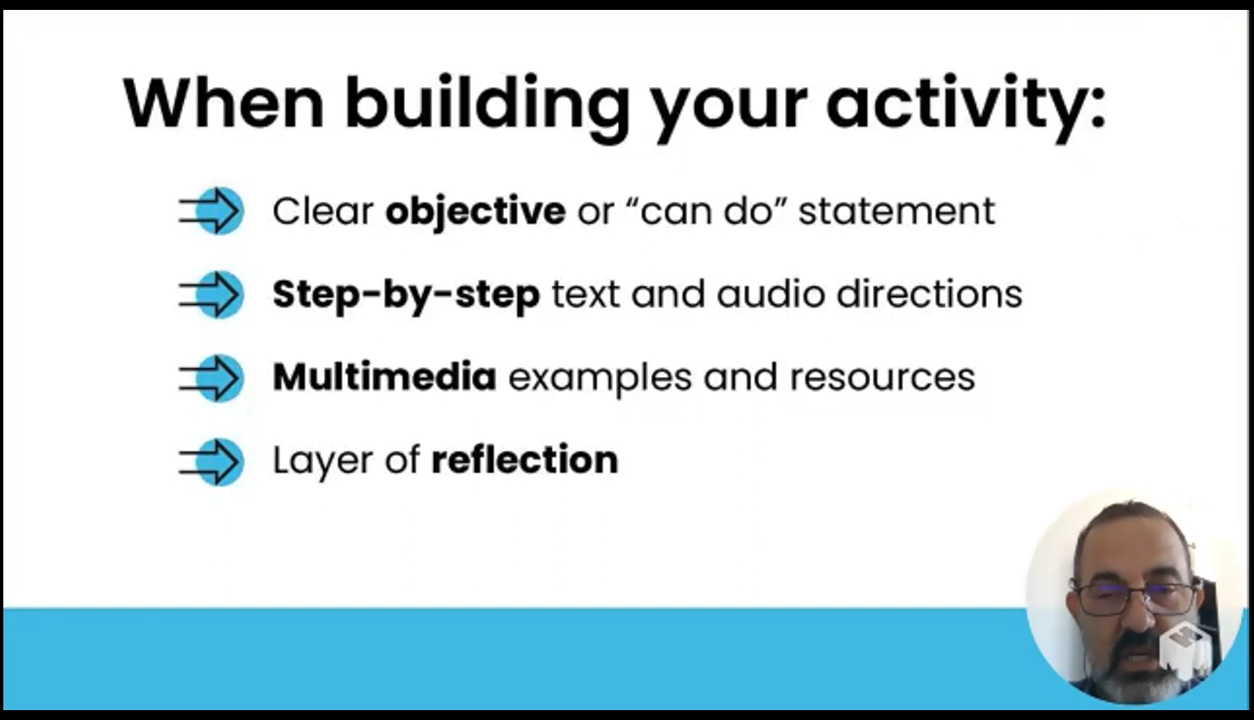 When building your activity:
Clear objective or “can do” statement
Step-by-step text and audio directions
Multimedia examples and resources
Layer of reflection